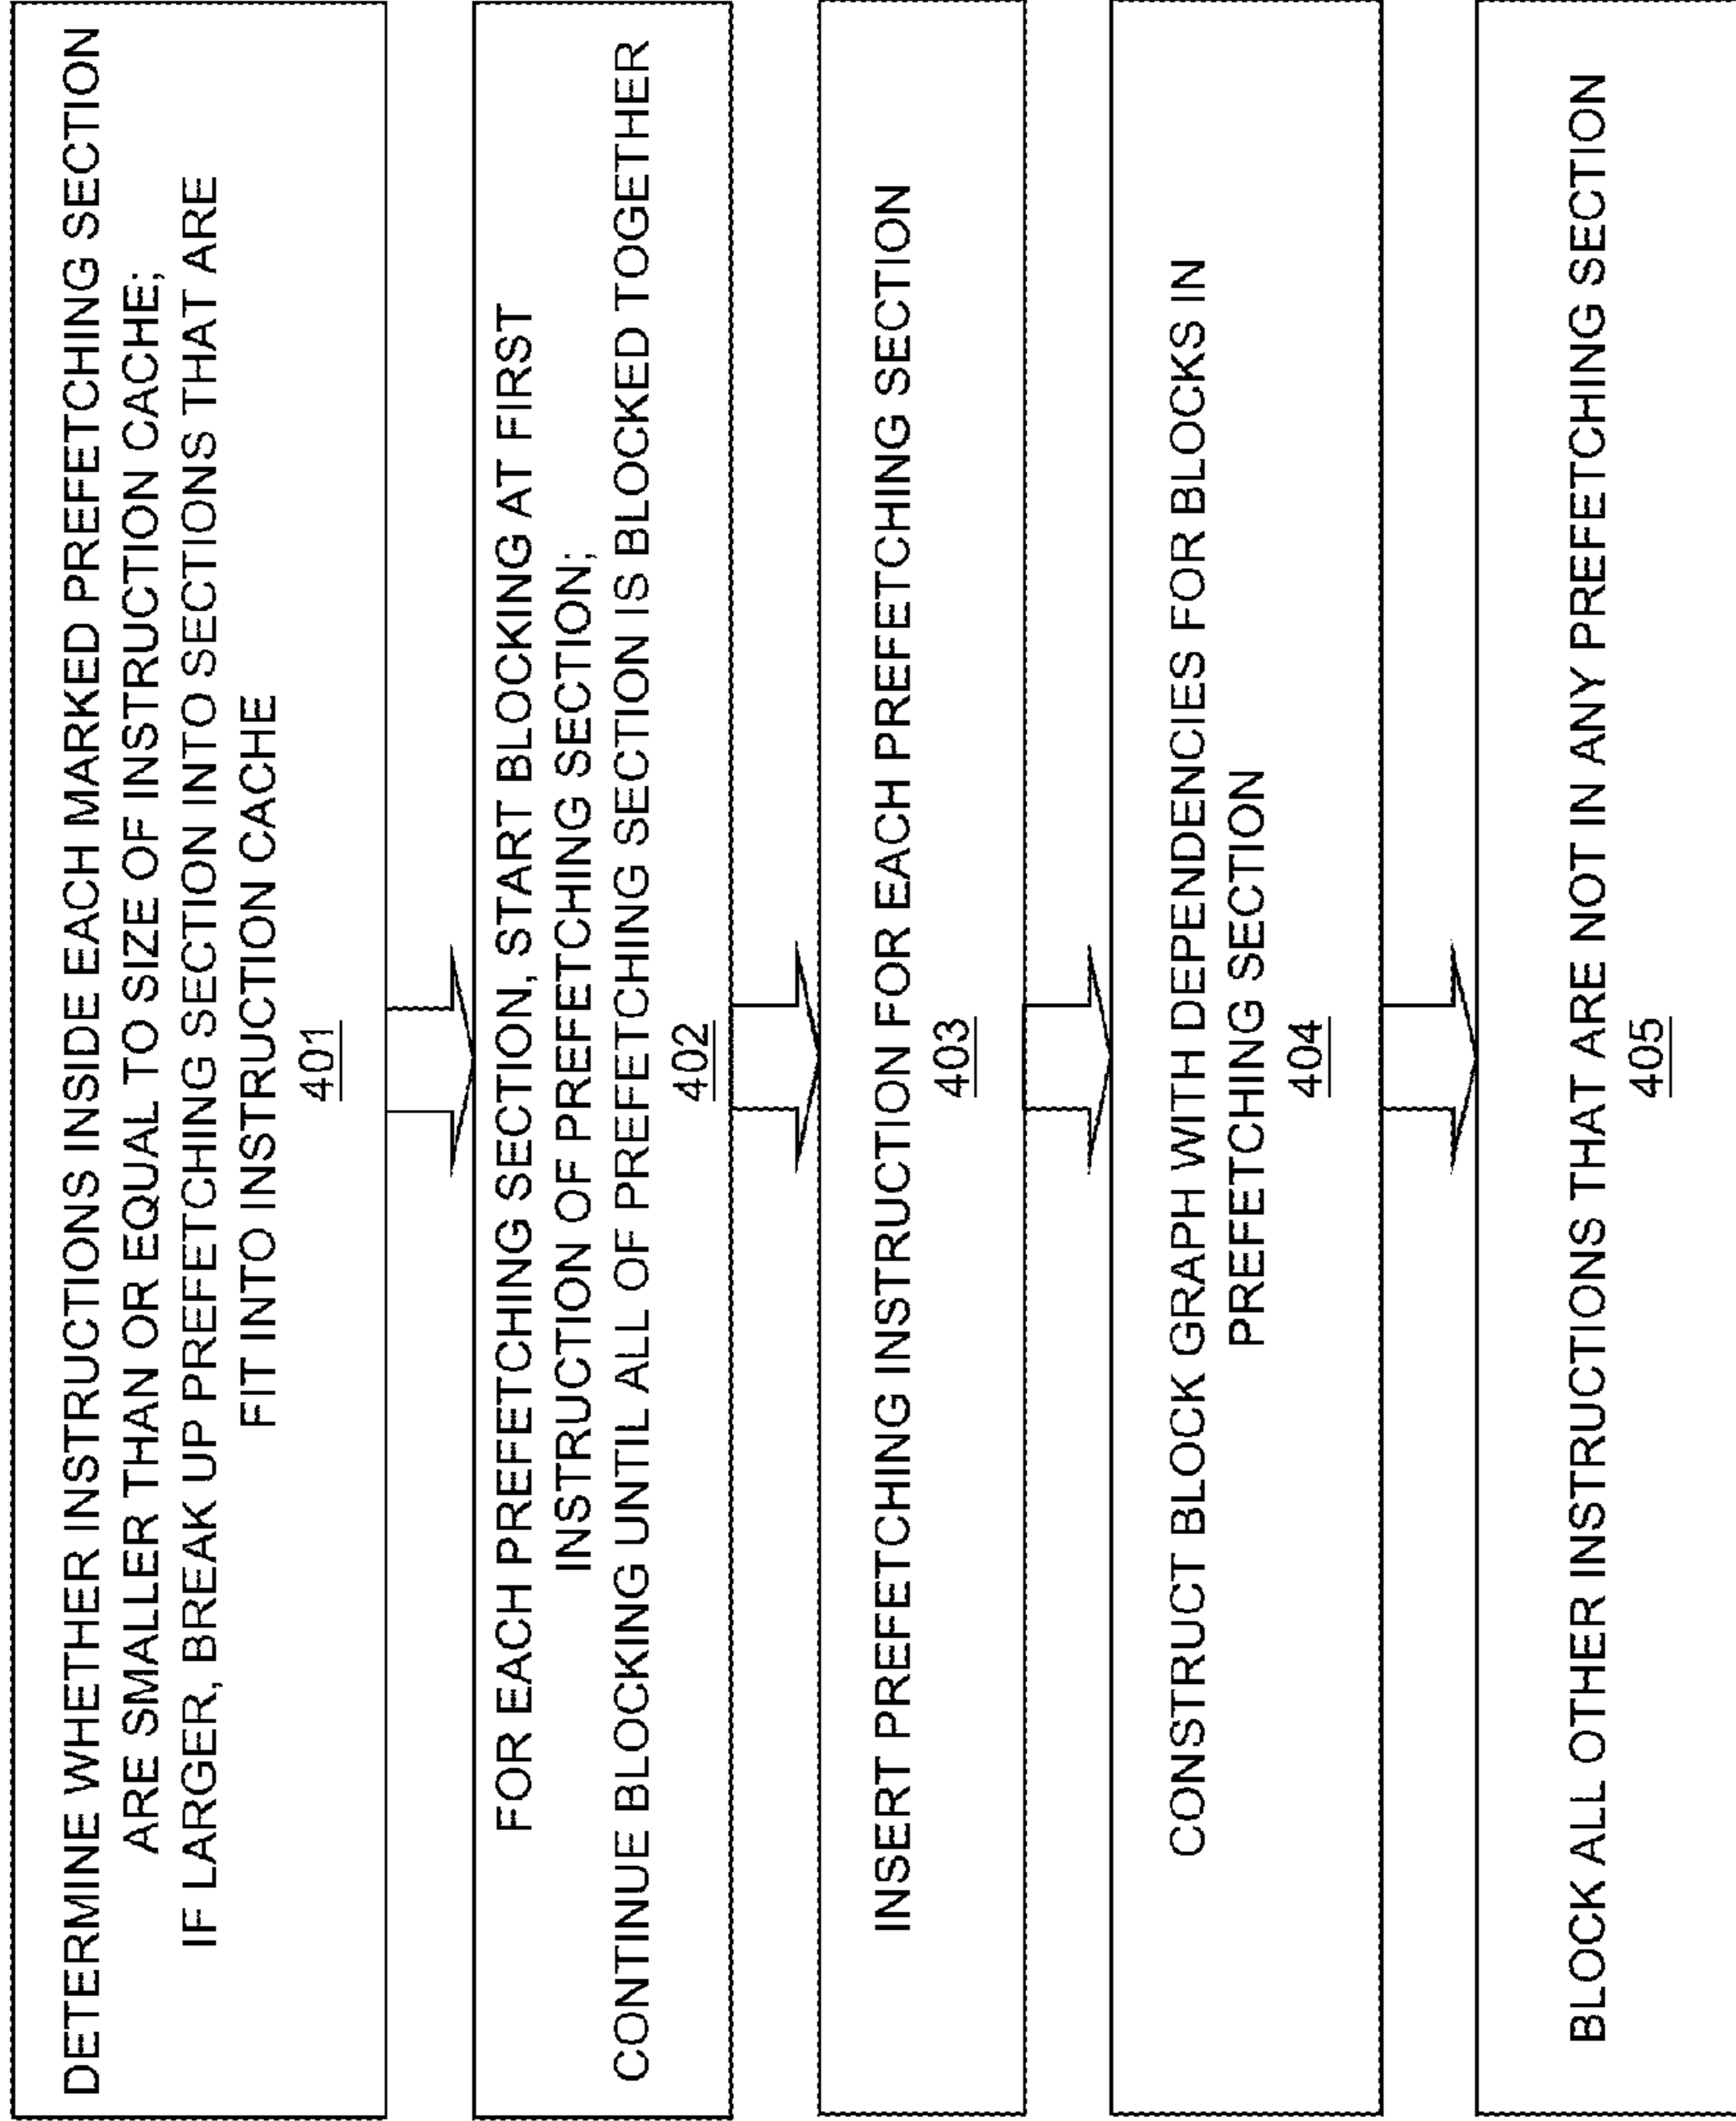 DETERMINE WHETHER INSTRUCTIONS INSIDE EACH MARKED PREFETCHING SECTION
ARE SMALLER THAN OR EQUAL TO SIZE OF INSTRUCTION CACHE;
IF LARGER, BREAK UP PREFETCHING SECTION INTO SECTIONS THAT ARE
FIT INTO INSTRUCTION CACHE
401
FOR EACH PREFETCHING SECTION, START BLOCKING AT FIRST
INSTRUCTION OF PREFETCHING SECTION;
CONTINUE BLOCKING UNTIL ALL OF PREFETCHING SECTION IS BLOCKED TOGETHER
402
INSERT PREFETCHING INSTRUCTION FOR EACH PREFETCHING SECTION
403
CONSTRUCT BLOCK GRAPH WITH DEPENDENCIES FOR BLOCKS IN
PREFETCHING SECTION
404
BLOCK ALL OTHER INSTRUCTIONS THAT ARE NOT IN ANY PREFETCHING SECTION
405